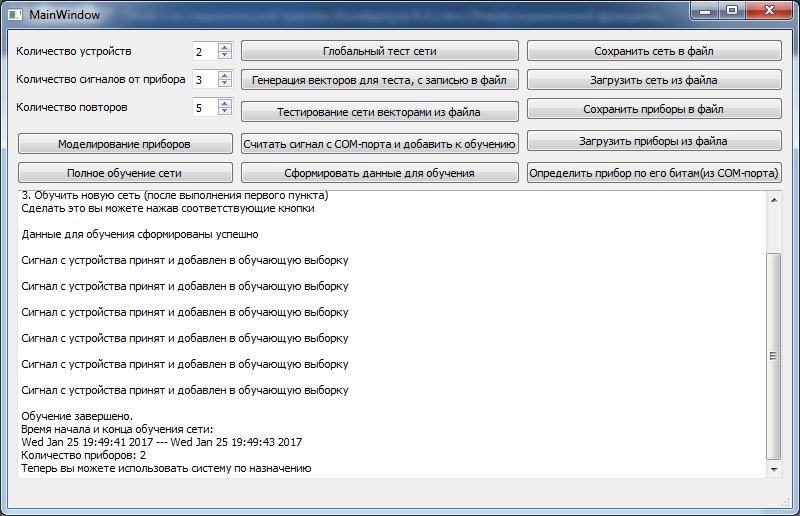 MainWindow
Количество устройств
2
Глобальный тест сети
Сохранить сеть в файл
Количество сигналов от прибора
3
Генерация векторов для теста, с записью в файл
Загрузить сеть из файла
Количество повторов
5
Тестирование сети векторами из файла
Сохранить приборы в файл
Моделирование приборов
Считать сигнал с COM-порта и добавить к обучению
Загрузить приборы из файла
Полное обучение сети
Сформировать данные для обучения
Определить прибор по его битам(из COM-порта)
3. Обучить новую сеть (после выполнения первого пункта)
Сделать это вы можете нажав соответствующие кнопки
Данные для обучения сформированы успешно
Сигнал с устройства принят и добавлен в обучающую выборку
Сигнал с устройства принят и добавлен в обучающую выборку
Сигнал с устройства принят и добавлен в обучающую выборку
Сигнал с устройства принят и добавлен в обучающую выборку
Сигнал с устройства принят и добавлен в обучающую выборку
Сигнал с устройства принят и добавлен в обучающую выборку
Обучение завершено.
Время начала и конца обучения сети:
Wed Jan 25 19:49:41 2017 --- Wed Jan 25 19:49:43 2017
Количество приборов: 2
Теперь вы можете использовать систему по назначению